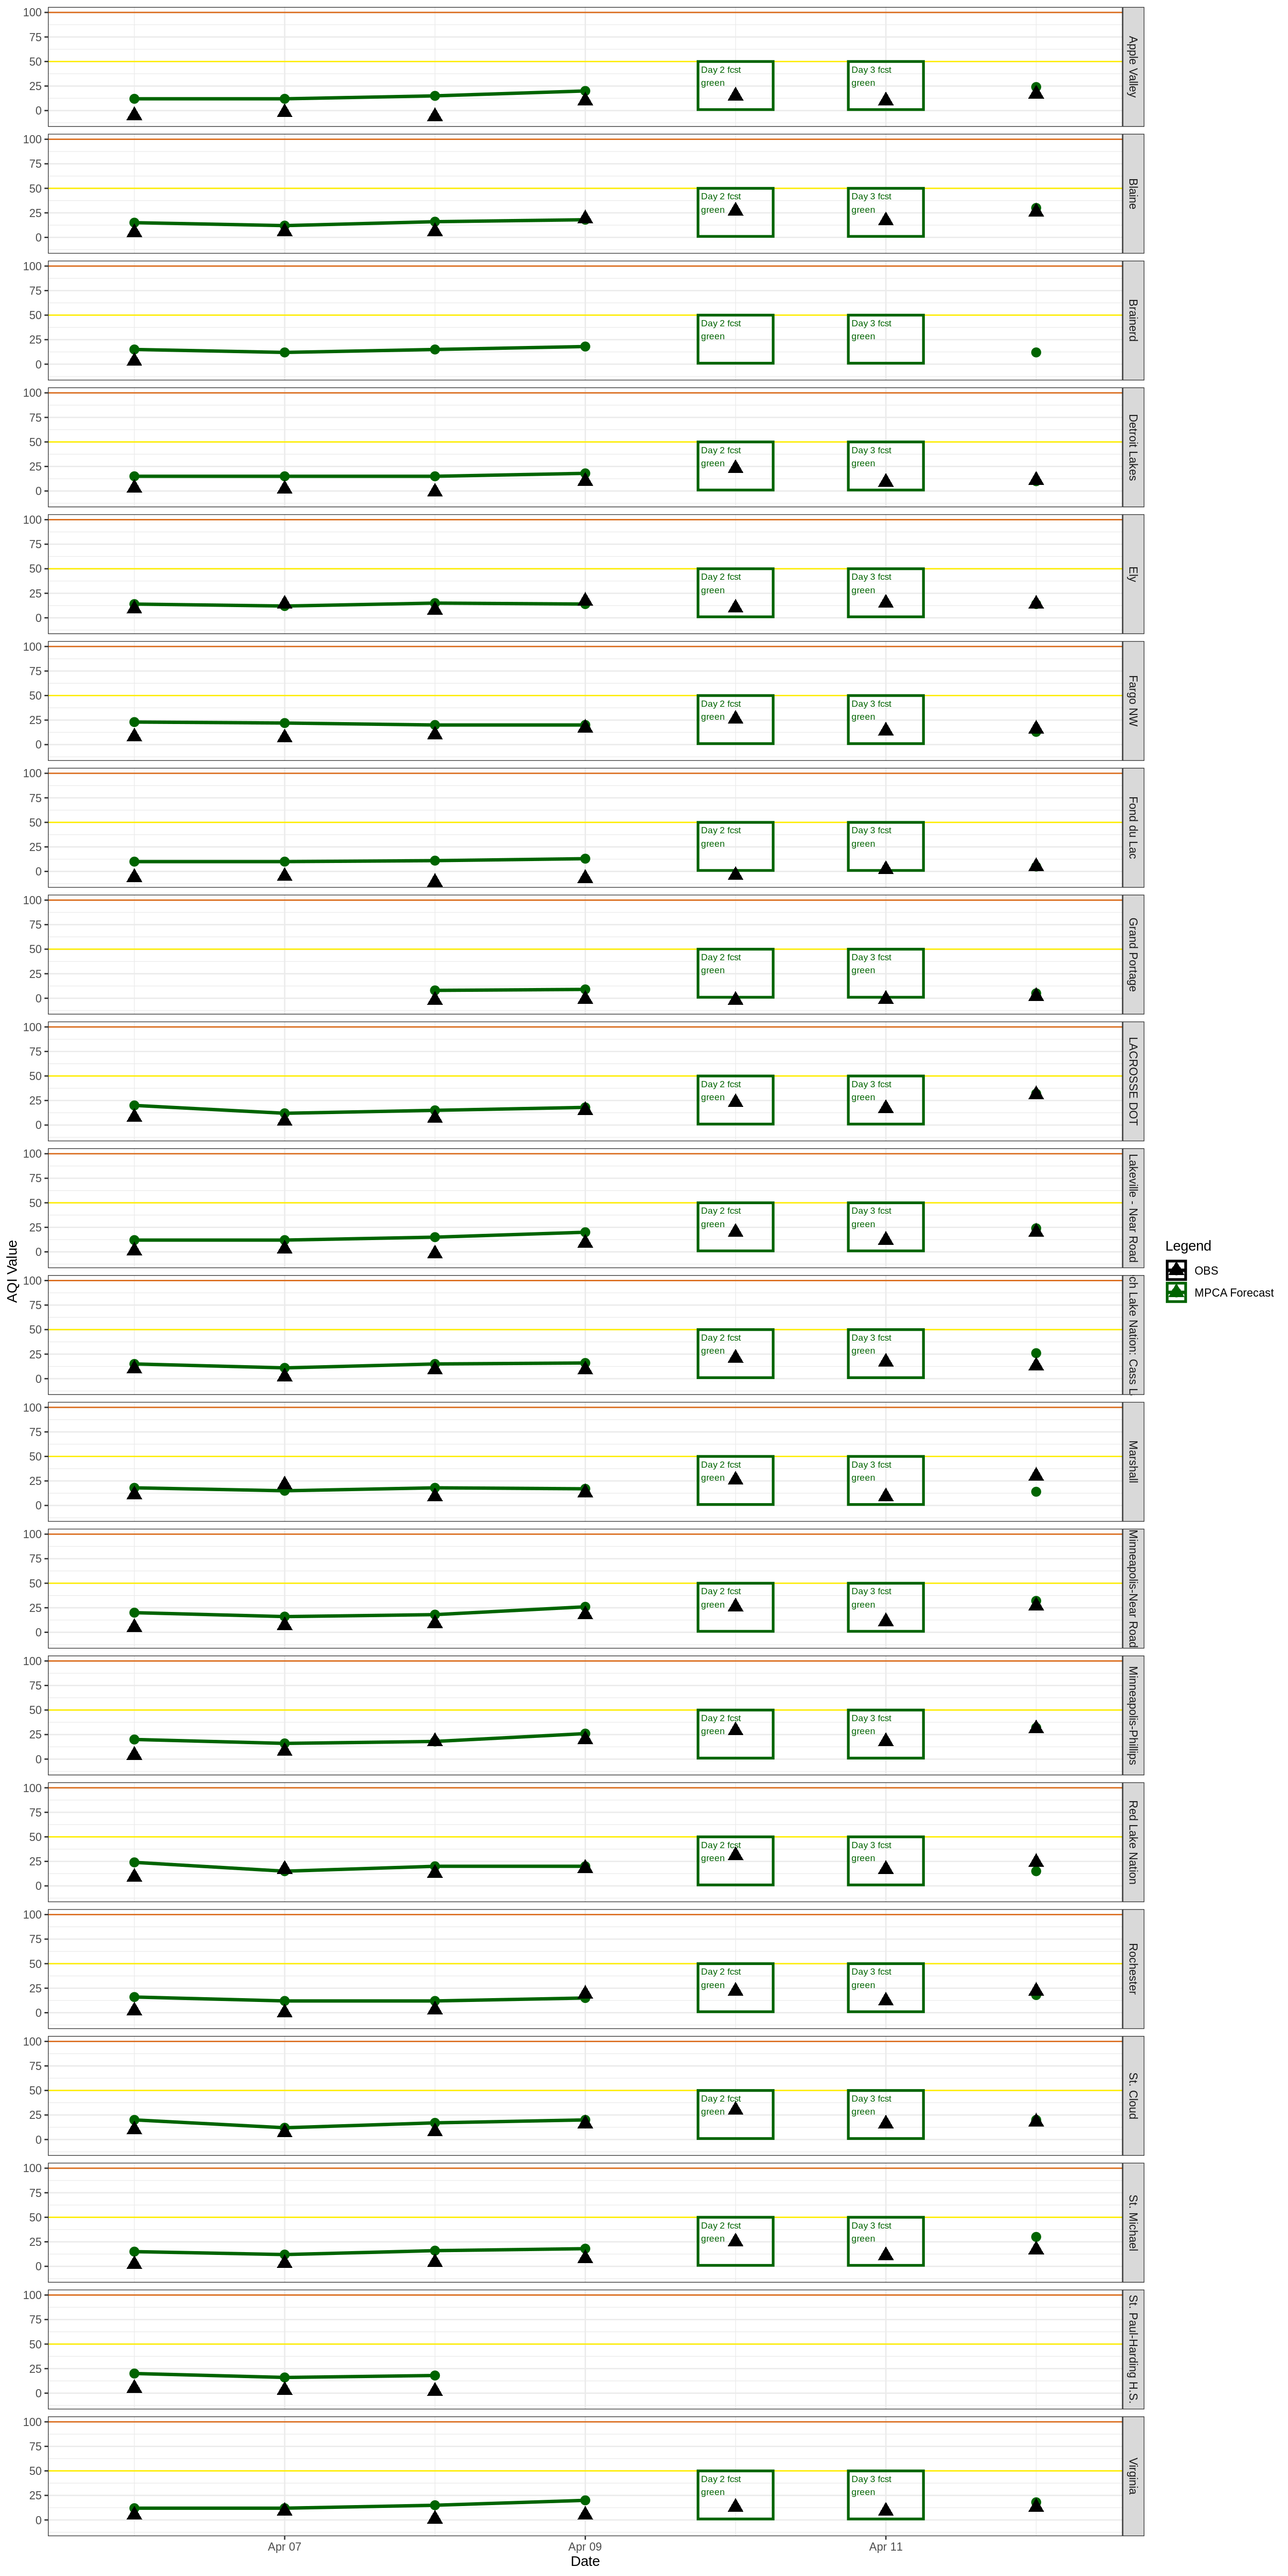 100
75
50
25
0
Day 2 fcst
green
Day 3 fcst
green
Apple Valley
100
75
50
25
0
Day 2 fcst
green
Day 3 fcst
green
Blaine
100
75
50
25
0
Day 2 fcst
green
Day 3 fcst
green
Brainerd
100
75
50
25
0
Day 2 fcst
green
Day 3 fcst
green
Detroit Lakes
100
75
50
25
0
Day 2 fcst
green
Day 3 fcst
green
Ely
100
75
50
25
0
Day 2 fcst
green
Day 3 fcst
green
Fargo NW
100
75
50
25
0
Day 2 fcst
green
Day 3 fcst
green
Fond du Lac
100
75
50
25
0
Day 2 fcst
green
Day 3 fcst
green
Grand Portage
100
75
50
25
0
Day 2 fcst
green
Day 3 fcst
green
LACROSSE DOT
100
75
50
25
0
Day 2 fcst
green
Day 3 fcst
green
Lakeville - Near Road
AQI Value
Legend
OBS
MPCA Forecast
100
75
50
25
0
Day 2 fcst
green
Day 3 fcst
green
ch Lake Nation: Cass L
100
75
50
25
0
Day 2 fcst
green
Day 3 fcst
green
Marshall
100
75
50
25
0
Day 2 fcst
green
Day 3 fcst
green
Minneapolis-Near Road
100
75
50
25
0
Day 2 fcst
green
Day 3 fcst
green
Minneapolis-Phillips
100
75
50
25
0
Day 2 fcst
green
Day 3 fcst
green
Red Lake Nation
100
75
50
25
0
Day 2 fcst
green
Day 3 fcst
green
Rochester
100
75
50
25
0
Day 2 fcst
green
Day 3 fcst
green
St. Cloud
100
75
50
25
0
Day 2 fcst
green
Day 3 fcst
green
St. Michael
100
75
50
25
0
St. Paul-Harding H.S.
100
75
50
25
0
Day 2 fcst
green
Day 3 fcst
green
Virginia
Apr 07
Apr 09
Apr 11
Date